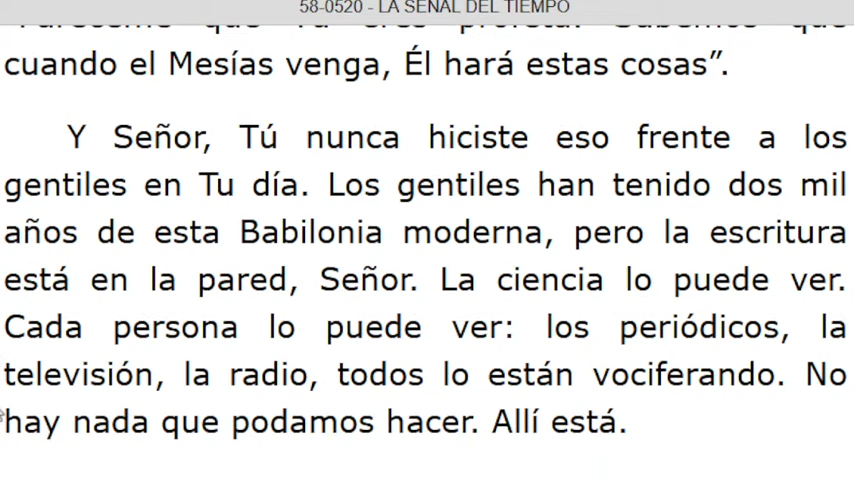 58-0520 - LA SEÑAL DEL TIEMPO
cuando el Mesías venga, Él hará estas cosas”.
Y Señor, Tú nunca hiciste eso frente a los
gentiles en Tu día. Los gentiles han tenido dos mil
años de esta Babilonia moderna, pero la escritura
está en la pared, Señor. La ciencia lo puede ver.
Cada persona lo puede ver: los periódicos, la
televisión, la radio, todos lo están vociferando. No
hay nada que podamos hacer. Allí está.